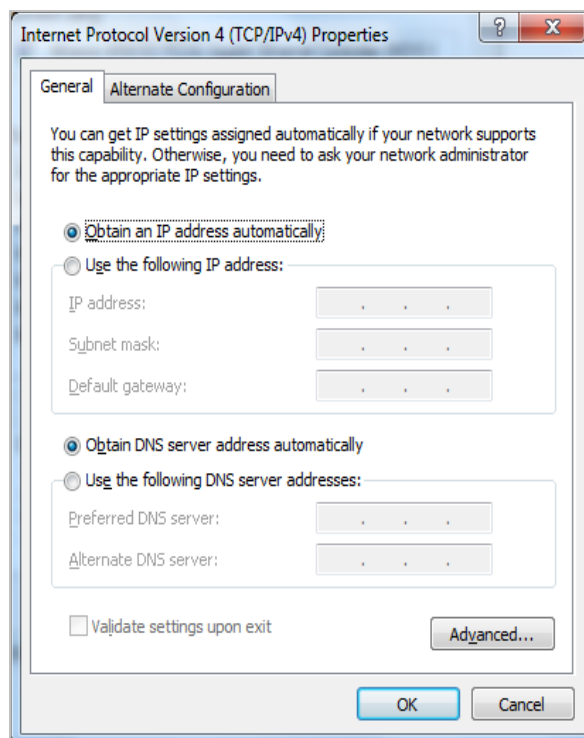 Internet Protocol Version 4 (TCP/IPv4) Properties
?
X
General
Alternate Configuration
You can get IP settings assigned automatically if your network supports
this capability. Otherwise, you need to ask your network administrator
for the appropriate IP settings.
Obtain an IP address automatically
Use the following IP address:
IP address: . . .
Subnet mask: . . .
Default gateway: . . .
Obtain DNS server address automatically
Use the following DNS server addresses:
Preferred DNS server: . . .
Alternate DNS server: . . .
Validate settings upon exit
Advanced...
OK
Cancel